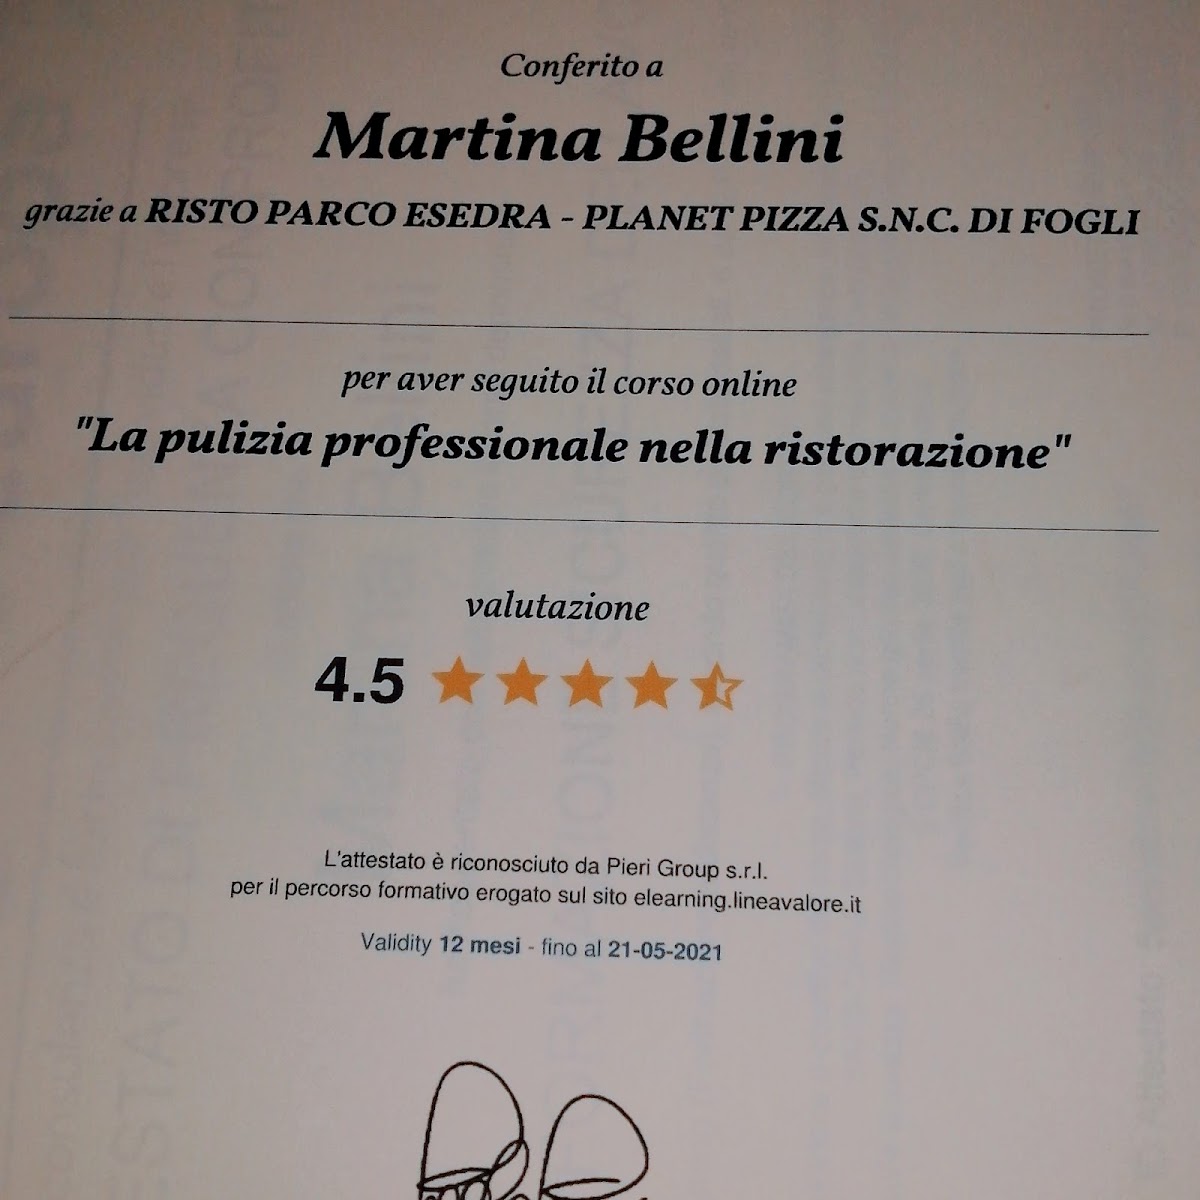 Conferito a
Martina Bellini
grazie a RISTO PARCO ESEDRA - PLANET PIZZA S.N.C. DI FOGLI
per aver seguito il corso online
"La pulizia professionale nella ristorazione"
valutazione
4.5
L'attestato è riconosciuto da Pieri Group s.r.l.
per il percorso formativo erogato sul sito elearning.lineavalore.it
Validity 12 mesi - fino al 21-05-2021